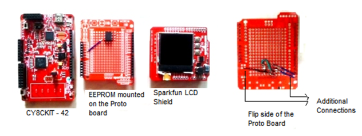 CY8CKIT - 42
EEPROM mounted
on the Proto
board
Sparkfun LCD
Shield
Flip side of the
Proto Board
Additional
Connections